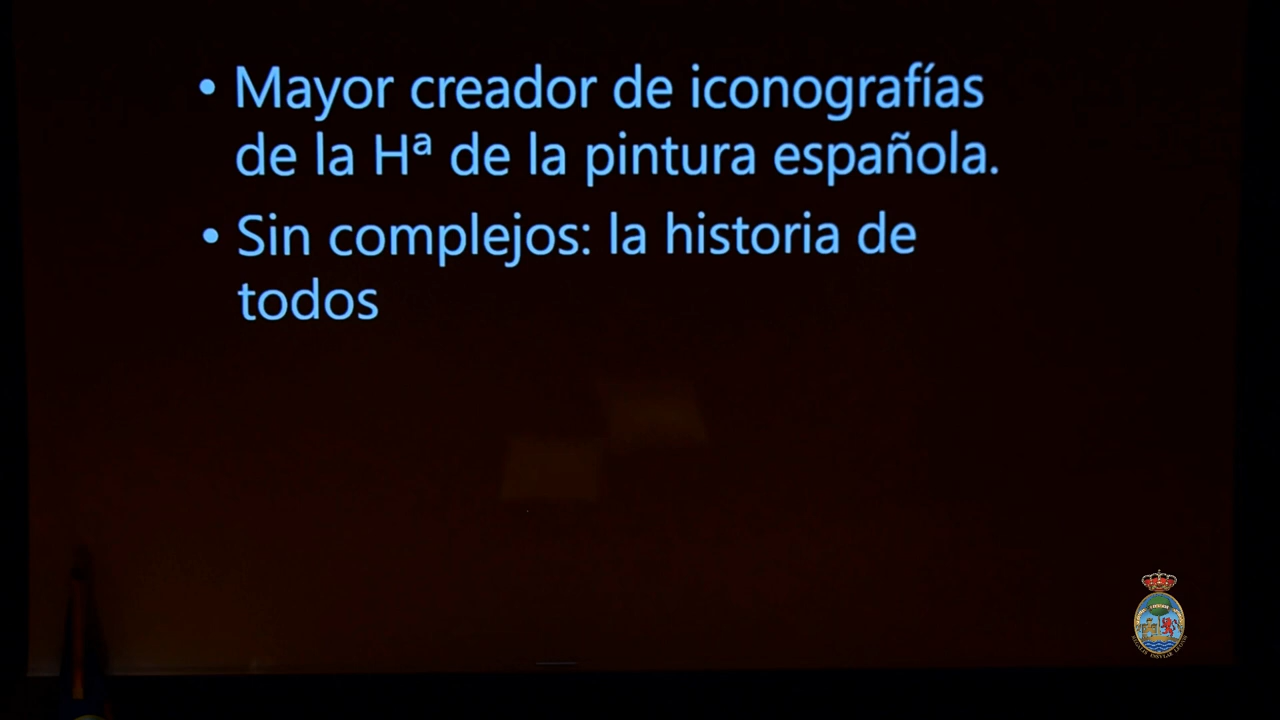 • Mayor creador de iconografías
de la Hª de la pintura española.
• Sin complejos: la historia de
todos